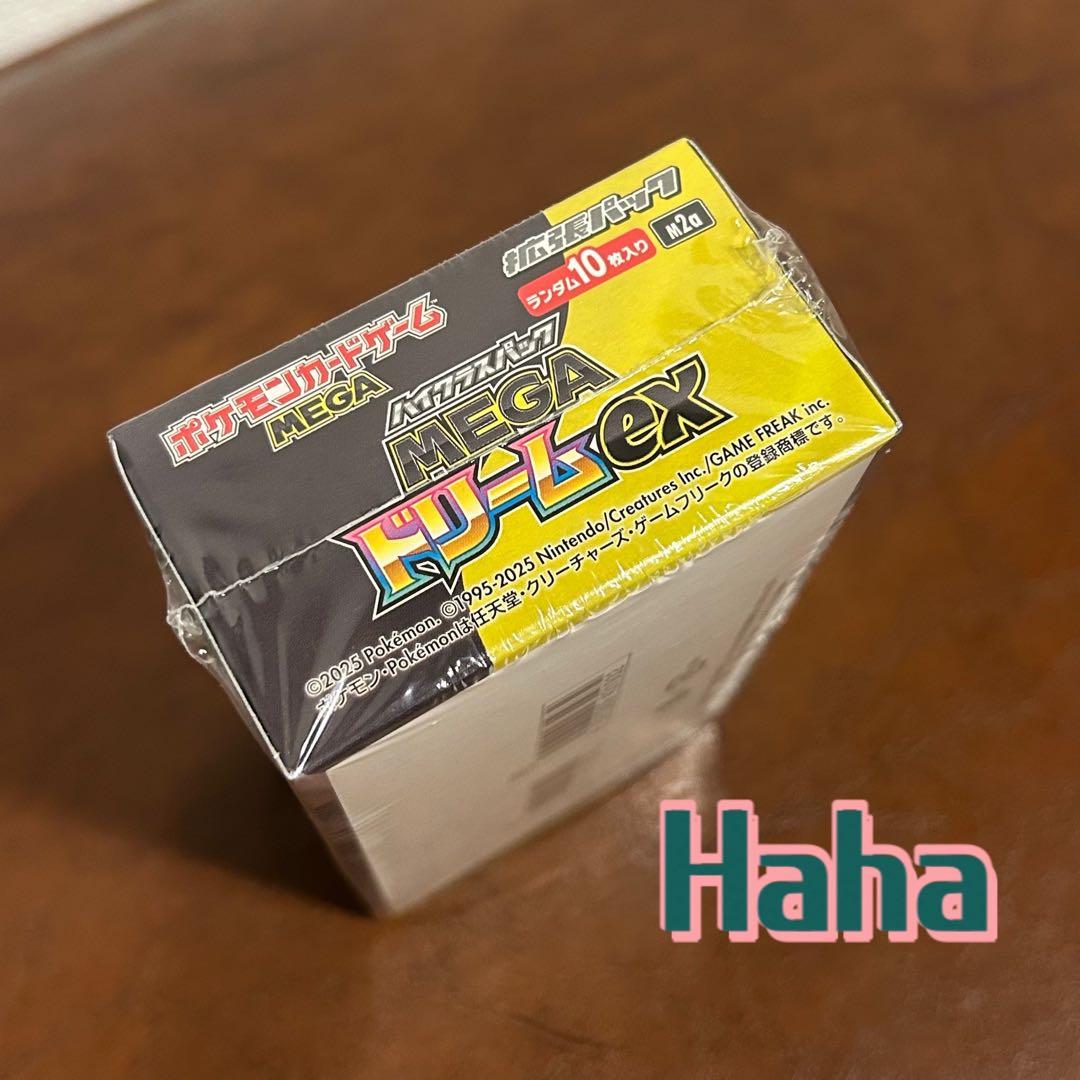 拡張パック
ランダム10枚入り
M2a
ポケモンカードゲーム
MEGA
ハイクラスパック
MEGA
ドリームex
©2025 Pokémon. ©1995-2025 Nintendo/Creatures Inc./GAME FREAK inc.
ポケモン・Pokémonは任天堂・クリーチャーズ・ゲームフリークの登録商標です。
Haha